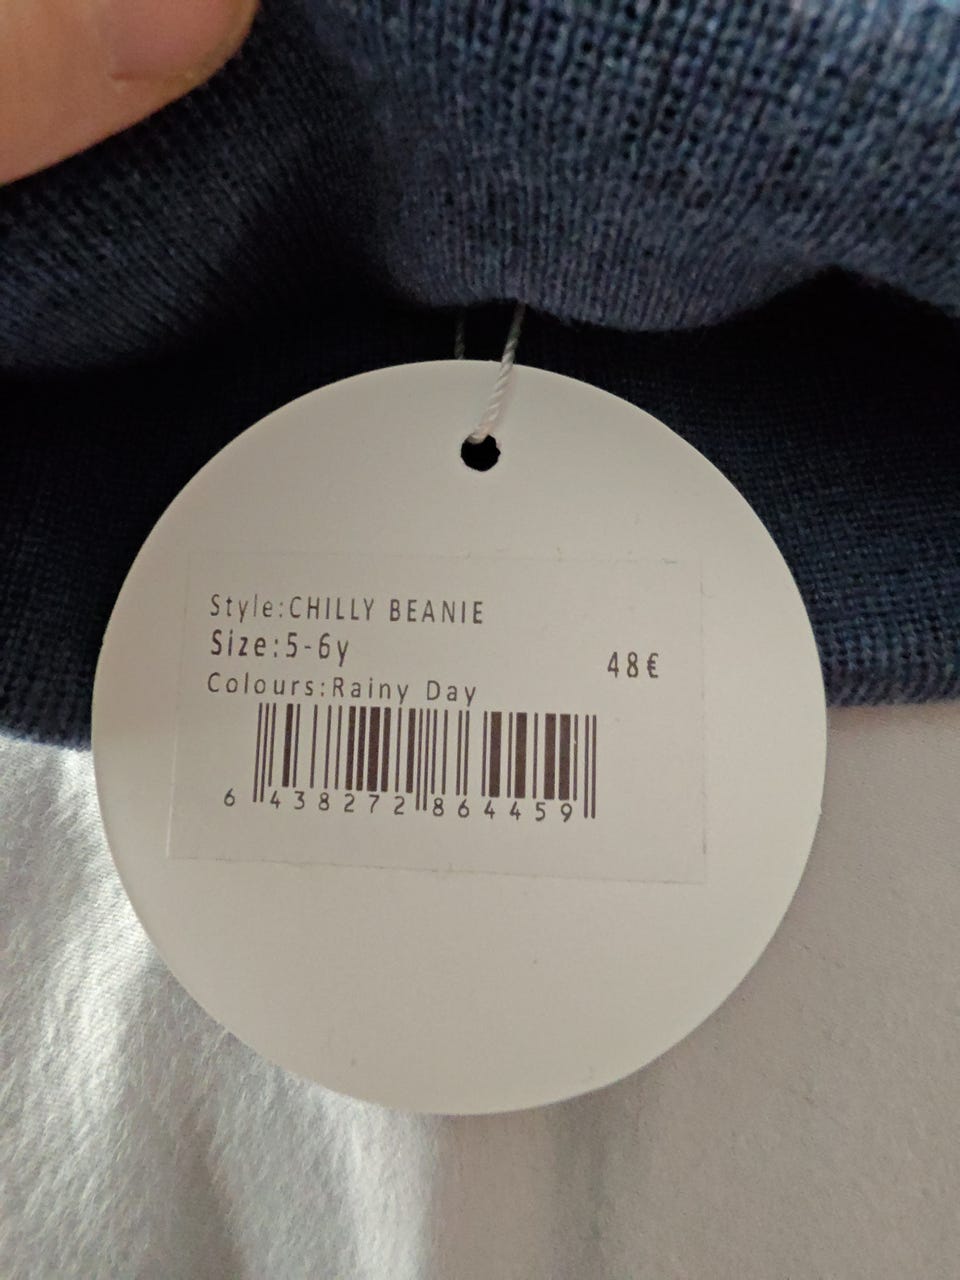 Style:CHILLY BEANIE
Size:5-6y
48€
Colours:Rainy Day
6 438272 864459